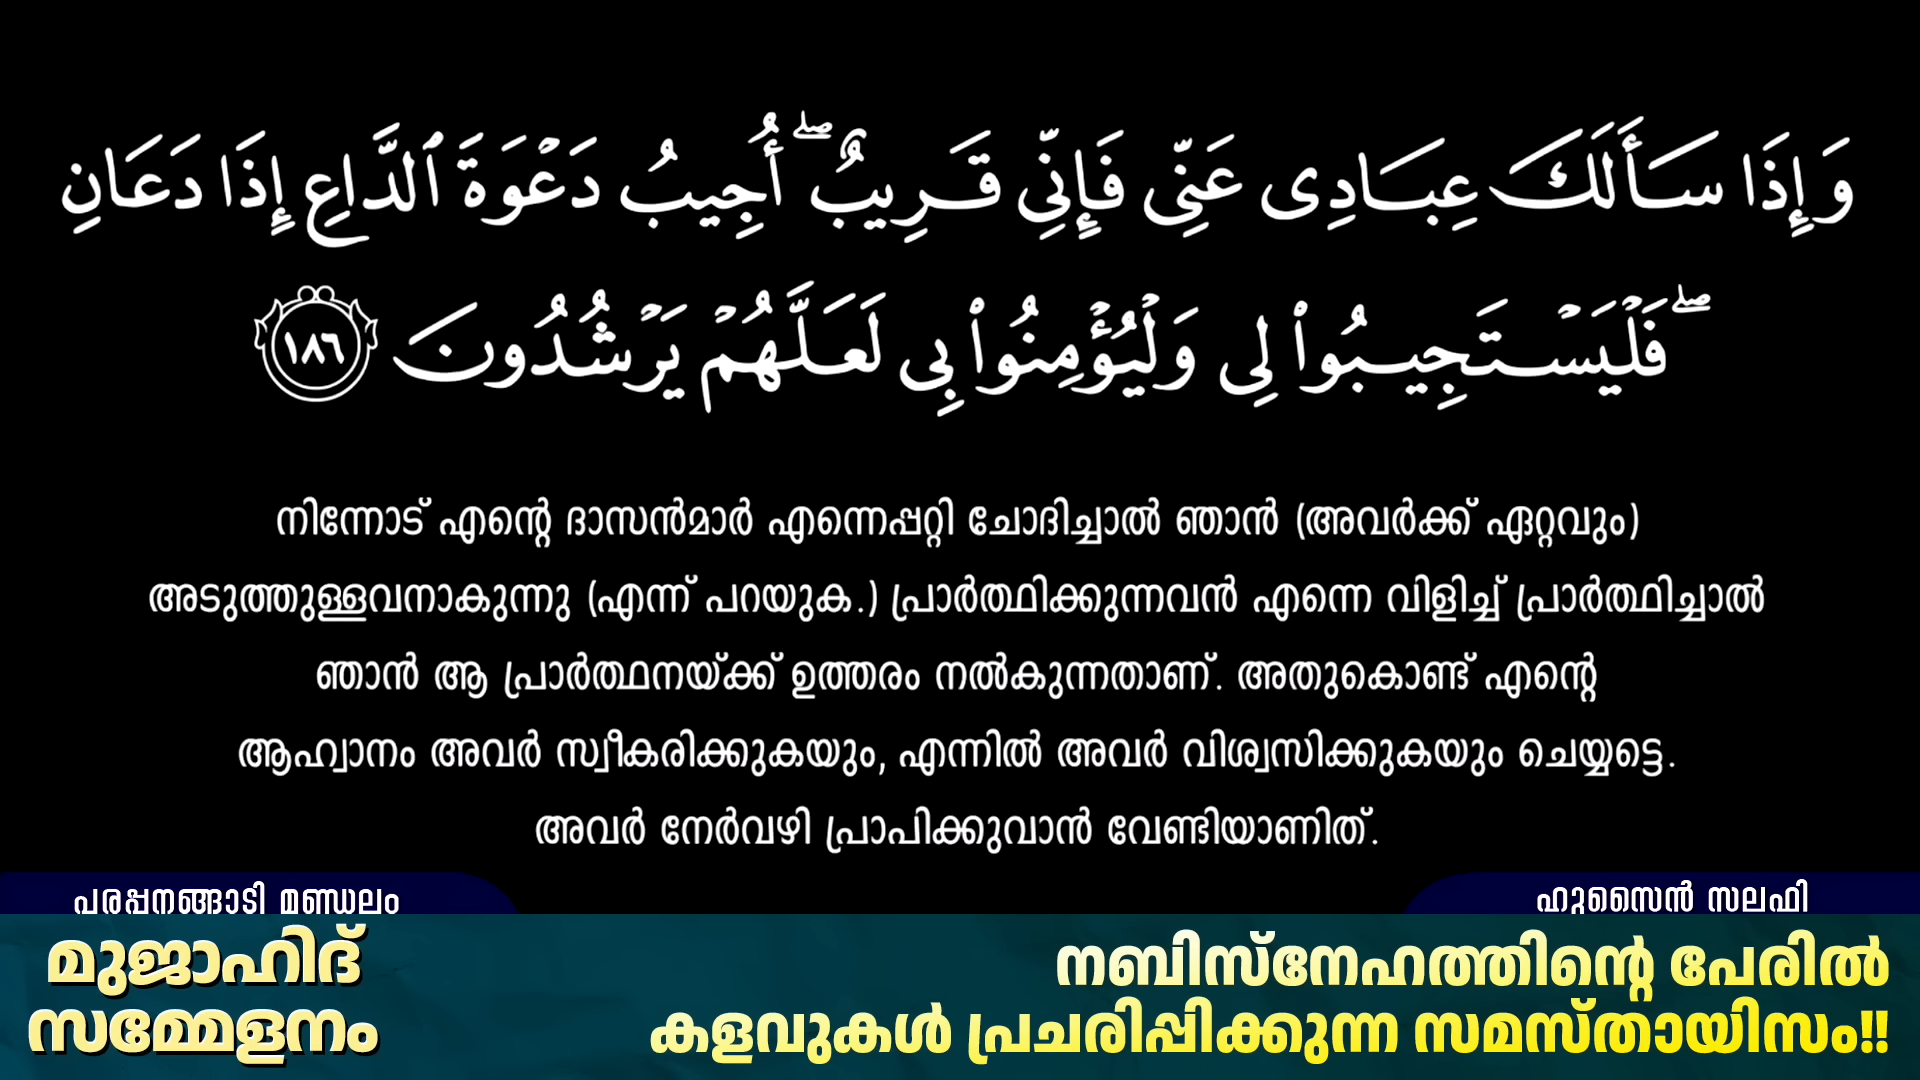 وَإِذَا سَأَلَكَ عِبَادِى عَنِّى فَإِنِّى قَرِيبٌ ۖ أُجِيبُ دَعْوَةَ ٱلدَّاعِ إِذَا دَعَانِ
ۖ فَلْيَسْتَجِيبُوا۟ لِى وَلْيُؤْمِنُوا۟ بِى لَعَلَّهُمْ يَرْشُدُونَ ١٨٦
നിന്നോട് എന്റെ ദാസൻമാർ എന്നെപ്പറ്റി ചോദിച്ചാൽ ഞാൻ (അവർക്ക് ഏറ്റവും)
അടുത്തുള്ളവനാകുന്നു (എന്ന് പറയുക.) പ്രാർത്ഥിക്കുന്നവൻ എന്നെ വിളിച്ച് പ്രാർത്ഥിച്ചാൽ
ഞാൻ ആ പ്രാർത്ഥനയ്ക്ക് ഉത്തരം നൽകുന്നതാണ്. അതുകൊണ്ട് എന്റെ
ആഹ്വാനം അവർ സ്വീകരിക്കുകയും, എന്നിൽ അവർ വിശ്വസിക്കുകയും ചെയ്യട്ടെ.
അവർ നേർവഴി പ്രാപിക്കുവാൻ വേണ്ടിയാണിത്.
പരപ്പനങ്ങാടി മണ്ഡലം
മുജാഹിദ്
സമ്മേളനം
ഹുസൈൻ സലഫി
നബിസ്നേഹത്തിന്റെ പേരിൽ
കളവുകൾ പ്രചരിപ്പിക്കുന്ന സമസ്തായിസം!!